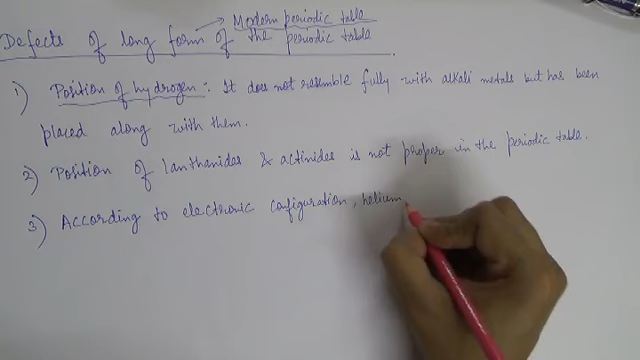 Modern periodic table
Defects of long form of the periodic table
1) Position of hydrogen :- It does not resemble fully with alkali metals but has been
placed along with them.
2) Position of lanthanides & actinides is not proper in the periodic table.
3) According to electronic configuration, helium